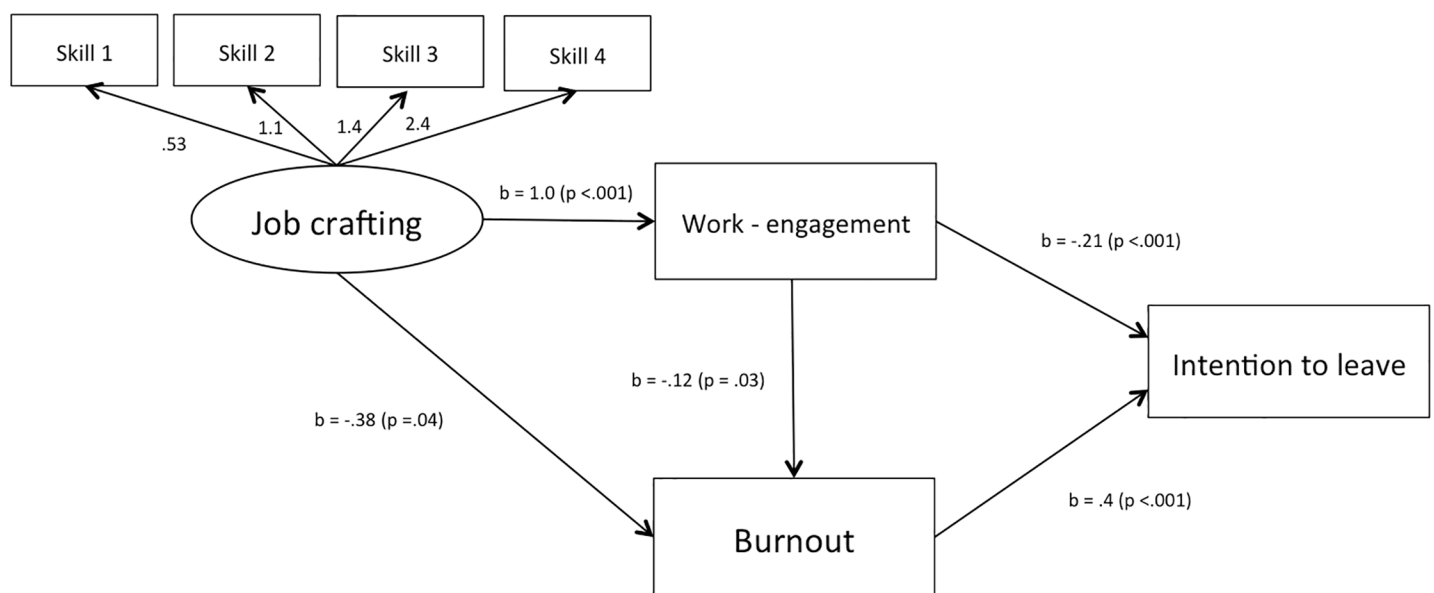 Skill 1
Skill 2
Skill 3
Skill 4
.53
1.1
1.4
2.4
Job crafting
b = 1.0 (p <.001)
Work - engagement
b = -.21 (p <.001)
Intention to leave
b = -.12 (p = .03)
b = -.38 (p =.04)
b = .4 (p <.001)
Burnout